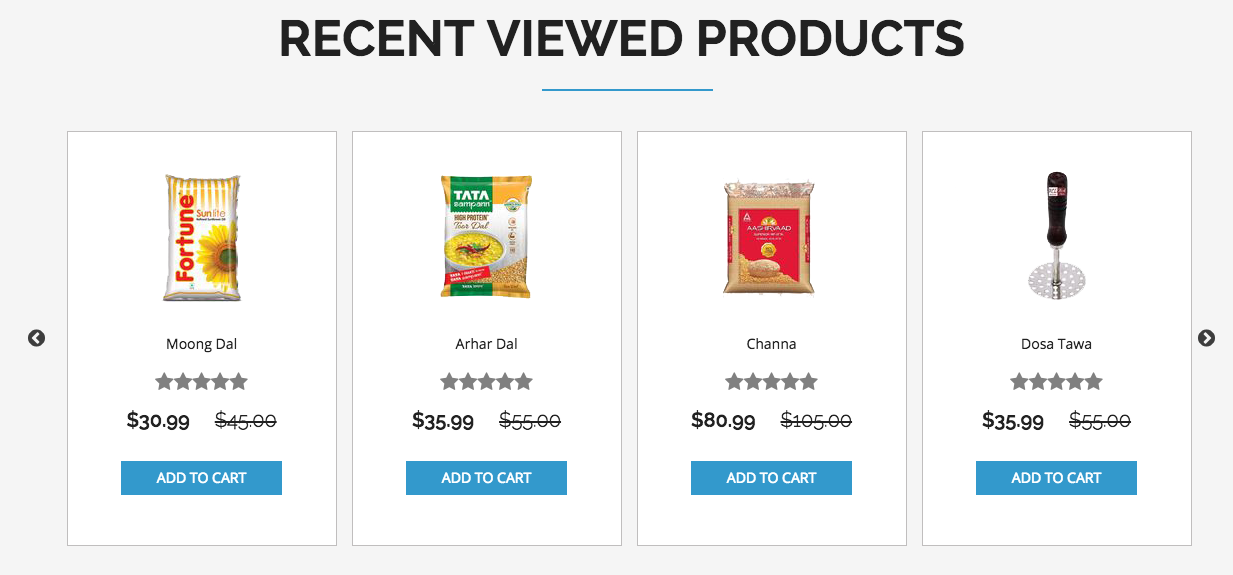 RECENT VIEWED PRODUCTS
Fortune
Sunlite
TATA
sampann
HIGH PROTEIN
Toor Dal
AASHIRVAAD
Moong Dal
Arhar Dal
Channa
Dosa Tawa
$30.99 $45.00
$35.99 $55.00
$80.99 $105.00
$35.99 $55.00
ADD TO CART
ADD TO CART
ADD TO CART
ADD TO CART